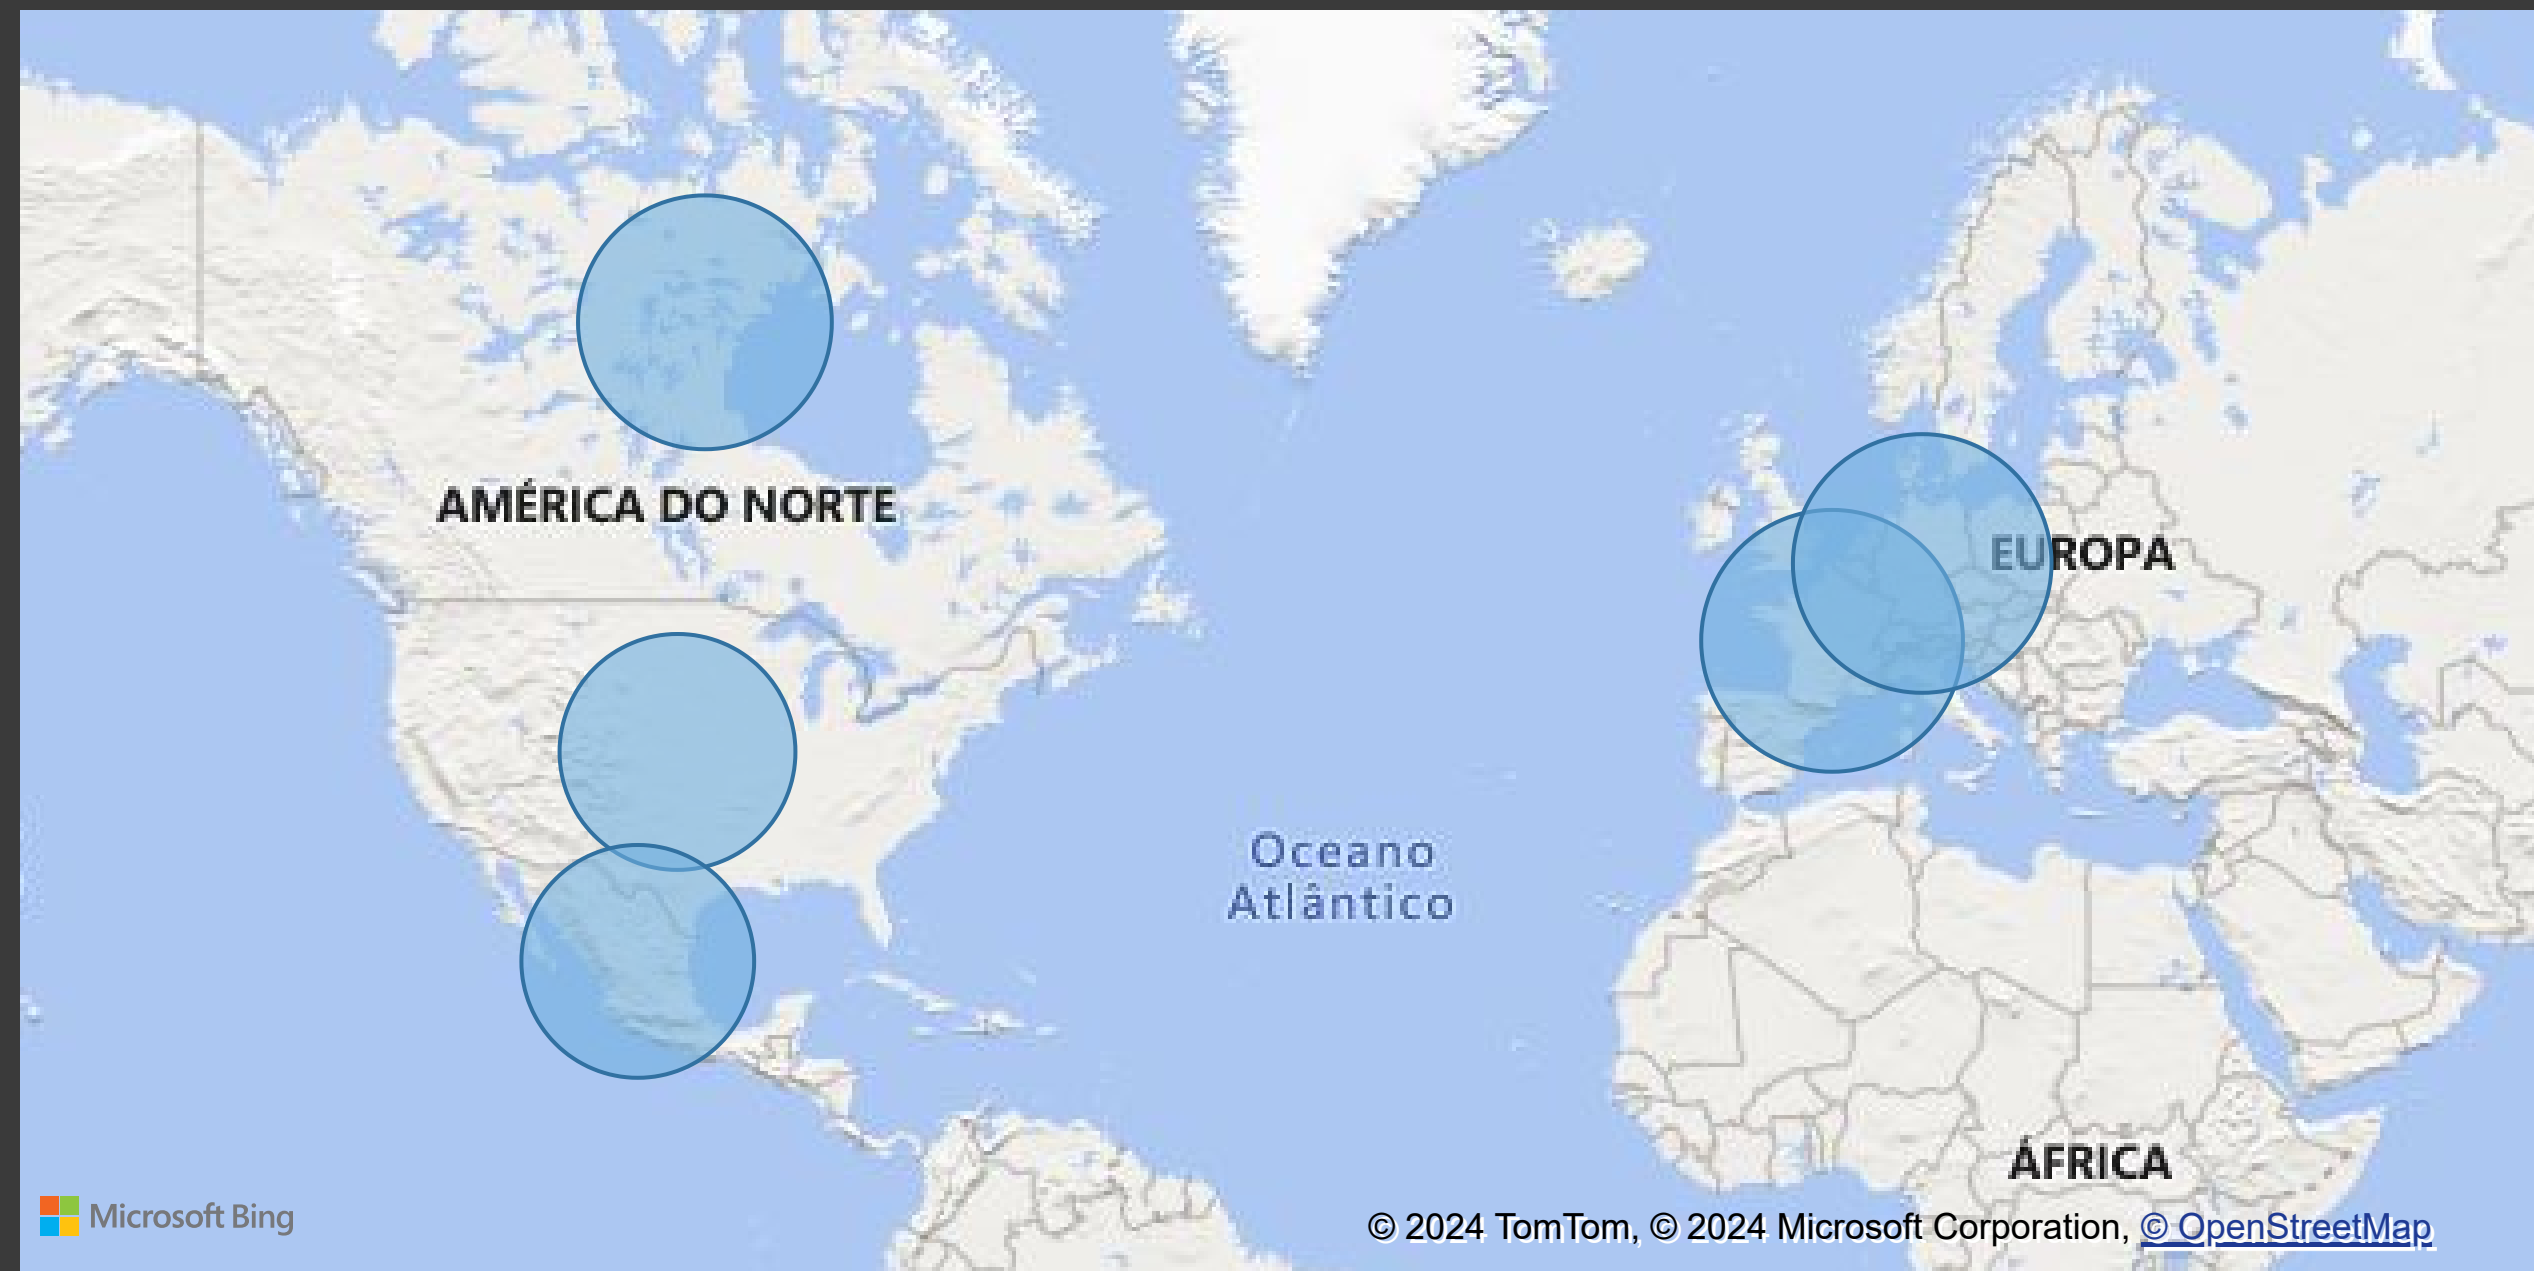 AMÉRICA DO NORTE
EUROPA
Oceano
Atlântico
ÁFRICA
Microsoft Bing
© 2024 TomTom, © 2024 Microsoft Corporation, © OpenStreetMap